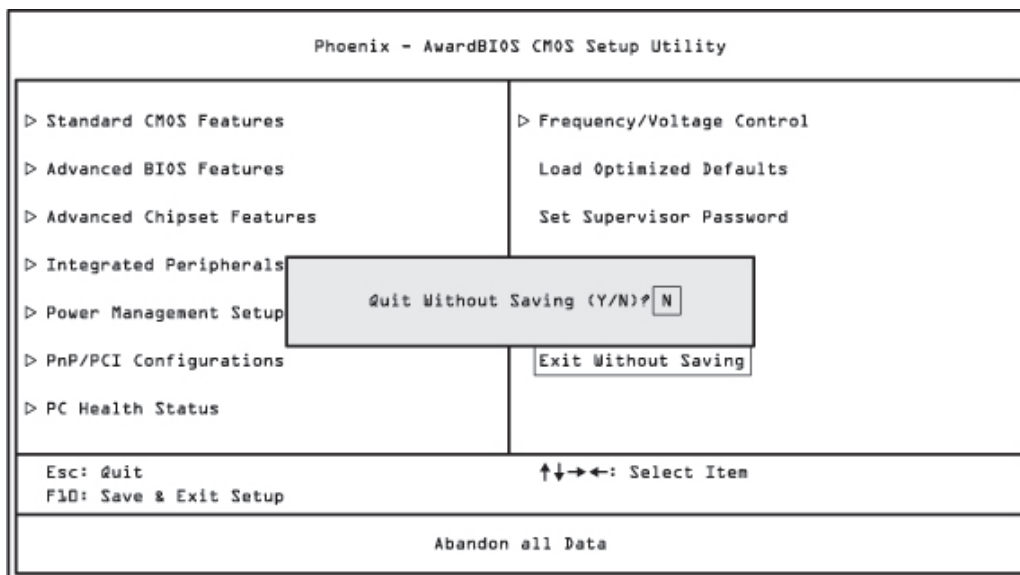 Phoenix - AwardBIOS CMOS Setup Utility
▷ Standard CMOS Features
▷ Advanced BIOS Features
▷ Advanced Chipset Features
▷ Integrated Peripherals
▷ Power Management Setup
▷ PnP/PCI Configurations
▷ PC Health Status
▷ Frequency/Voltage Control
Load Optimized Defaults
Set Supervisor Password
Quit Without Saving (Y/N)? N
Exit Without Saving
Esc: Quit
F10: Save & Exit Setup
↑↓→←: Select Item
Abandon all Data